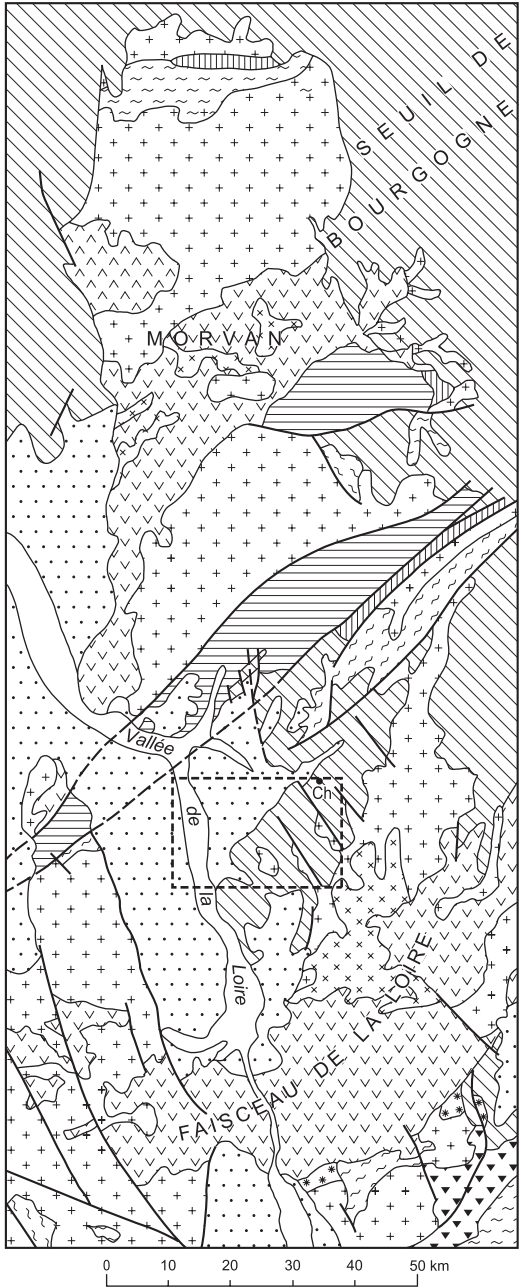 SEUIL DE
BOURGOGNE
MORVAN
Vallée
de
la
Loire
Ch
FAISCEAU DE LA LOIRE
0 10 20 30 40 50 km